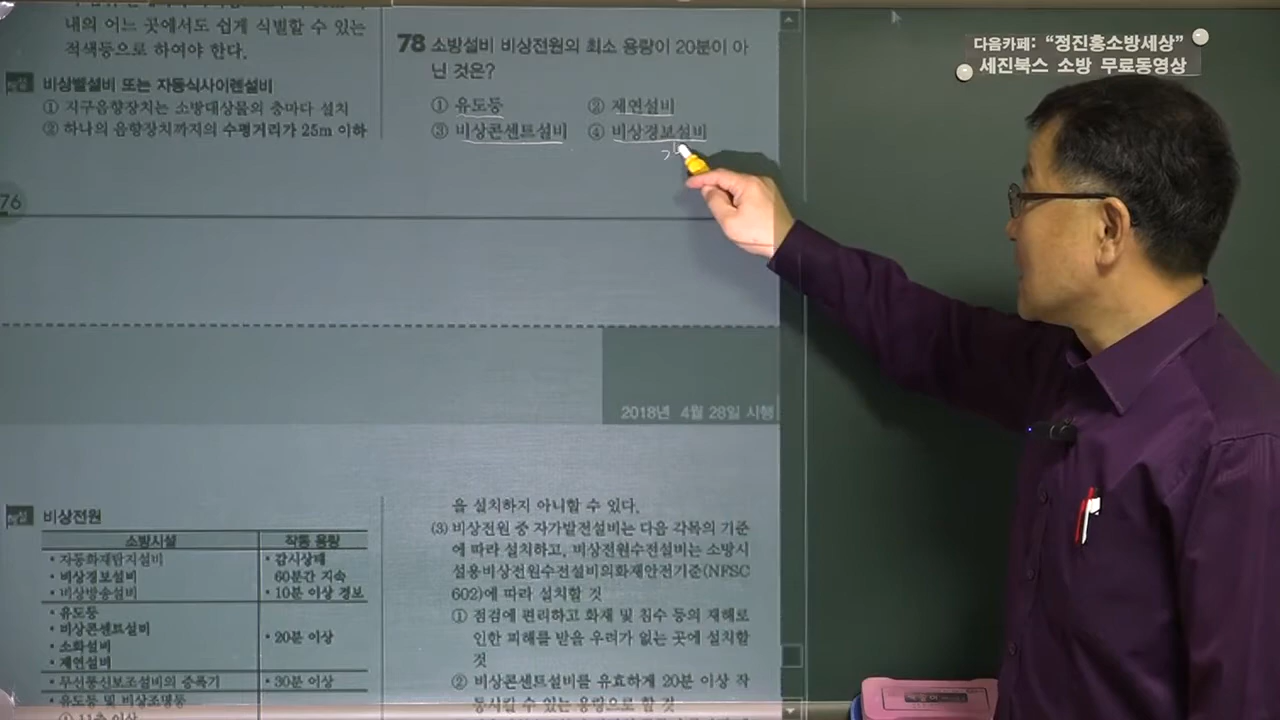 내의 어느 곳에서도 쉽게 식별할 수 있는
적색등으로 하여야 한다.
해설 비상벨설비 또는 자동식사이렌설비
① 지구음향장치는 소방대상물의 층마다 설치
② 하나의 음향장치까지의 수평거리가 25m 이하
76
78 소방설비 비상전원의 최소 용량이 20분이 아
닌 것은?
① 유도등 ② 제연설비
③ 비상콘센트설비 ④ 비상경보설비
다음카페: "정진홍소방세상"
세진북스 소방 무료동영상
2018년 4월 28일 시행
해설 비상전원
소방시설 작동 용량
• 자동화재탐지설비 • 감시상태
• 비상경보설비 60분간 지속
• 비상방송설비 • 10분 이상 경보
• 유도등
• 비상콘센트설비
• 소화설비 • 20분 이상
• 제연설비
• 무선통신보조설비의 증폭기 • 30분 이상
• 유도등 및 비상조명등
① 11층 이상
을 설치하지 아니할 수 있다.
(3) 비상전원 중 자가발전설비는 다음 각목의 기준
에 따라 설치하고, 비상전원수전설비는 소방시
설용비상전원수전설비의화재안전기준(NFSC
602)에 따라 설치할 것
① 점검에 편리하고 화재 및 침수 등의 재해로
인한 피해를 받을 우려가 없는 곳에 설치할
것
② 비상콘센트설비를 유효하게 20분 이상 작
동시킬 수 있는 용량으로 할 것